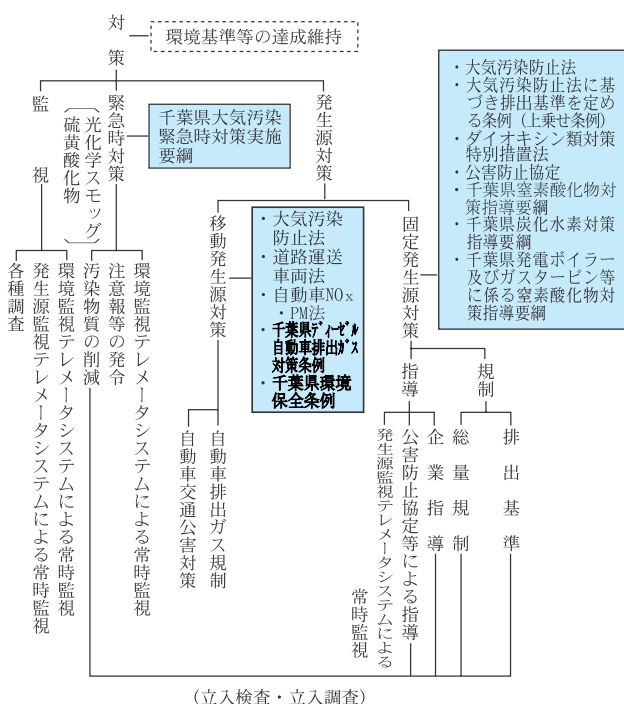 対策
環境基準等の達成維持
監視
緊急時対策
〔光化学スモッグ
硫黄酸化物〕
千葉県大気汚染
緊急時対策実施
要綱
発生源対策
・大気汚染防止法
・大気汚染防止法に基
づき排出基準を定め
る条例（上乗せ条例）
・ダイオキシン類対策
特別措置法
・公害防止協定
・千葉県窒素酸化物対
策指導要綱
・千葉県炭化水素対策
指導要綱
・千葉県発電ボイラー
及びガスタービン等
に係る窒素酸化物対
策指導要綱
移動発生源対策
・大気汚染
防止法
・道路運送
車両法
・自動車NOx
・PM法
・千葉県ディーゼル
自動車排出ガス
対策条例
・千葉県環境
保全条例
固定発生源対策
各種調査
発生源監視テレメータシステムによる常時監視
環境監視テレメータシステムによる常時監視
汚染物質の削減
注意報等の発令
環境監視テレメータシステムによる常時監視
自動車交通公害対策
自動車排出ガス規制
指導
規制
発生源監視テレメータシステムによる
常時監視
公害防止協定等による指導
企業指導
総量規制
排出基準
（立入検査・立入調査）